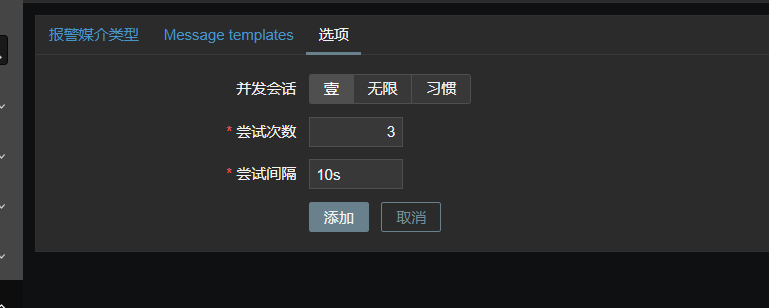 报警媒介类型 Message templates 选项
并发会话 壹 无限 习惯
* 尝试次数 3
* 尝试间隔 10s
添加 取消